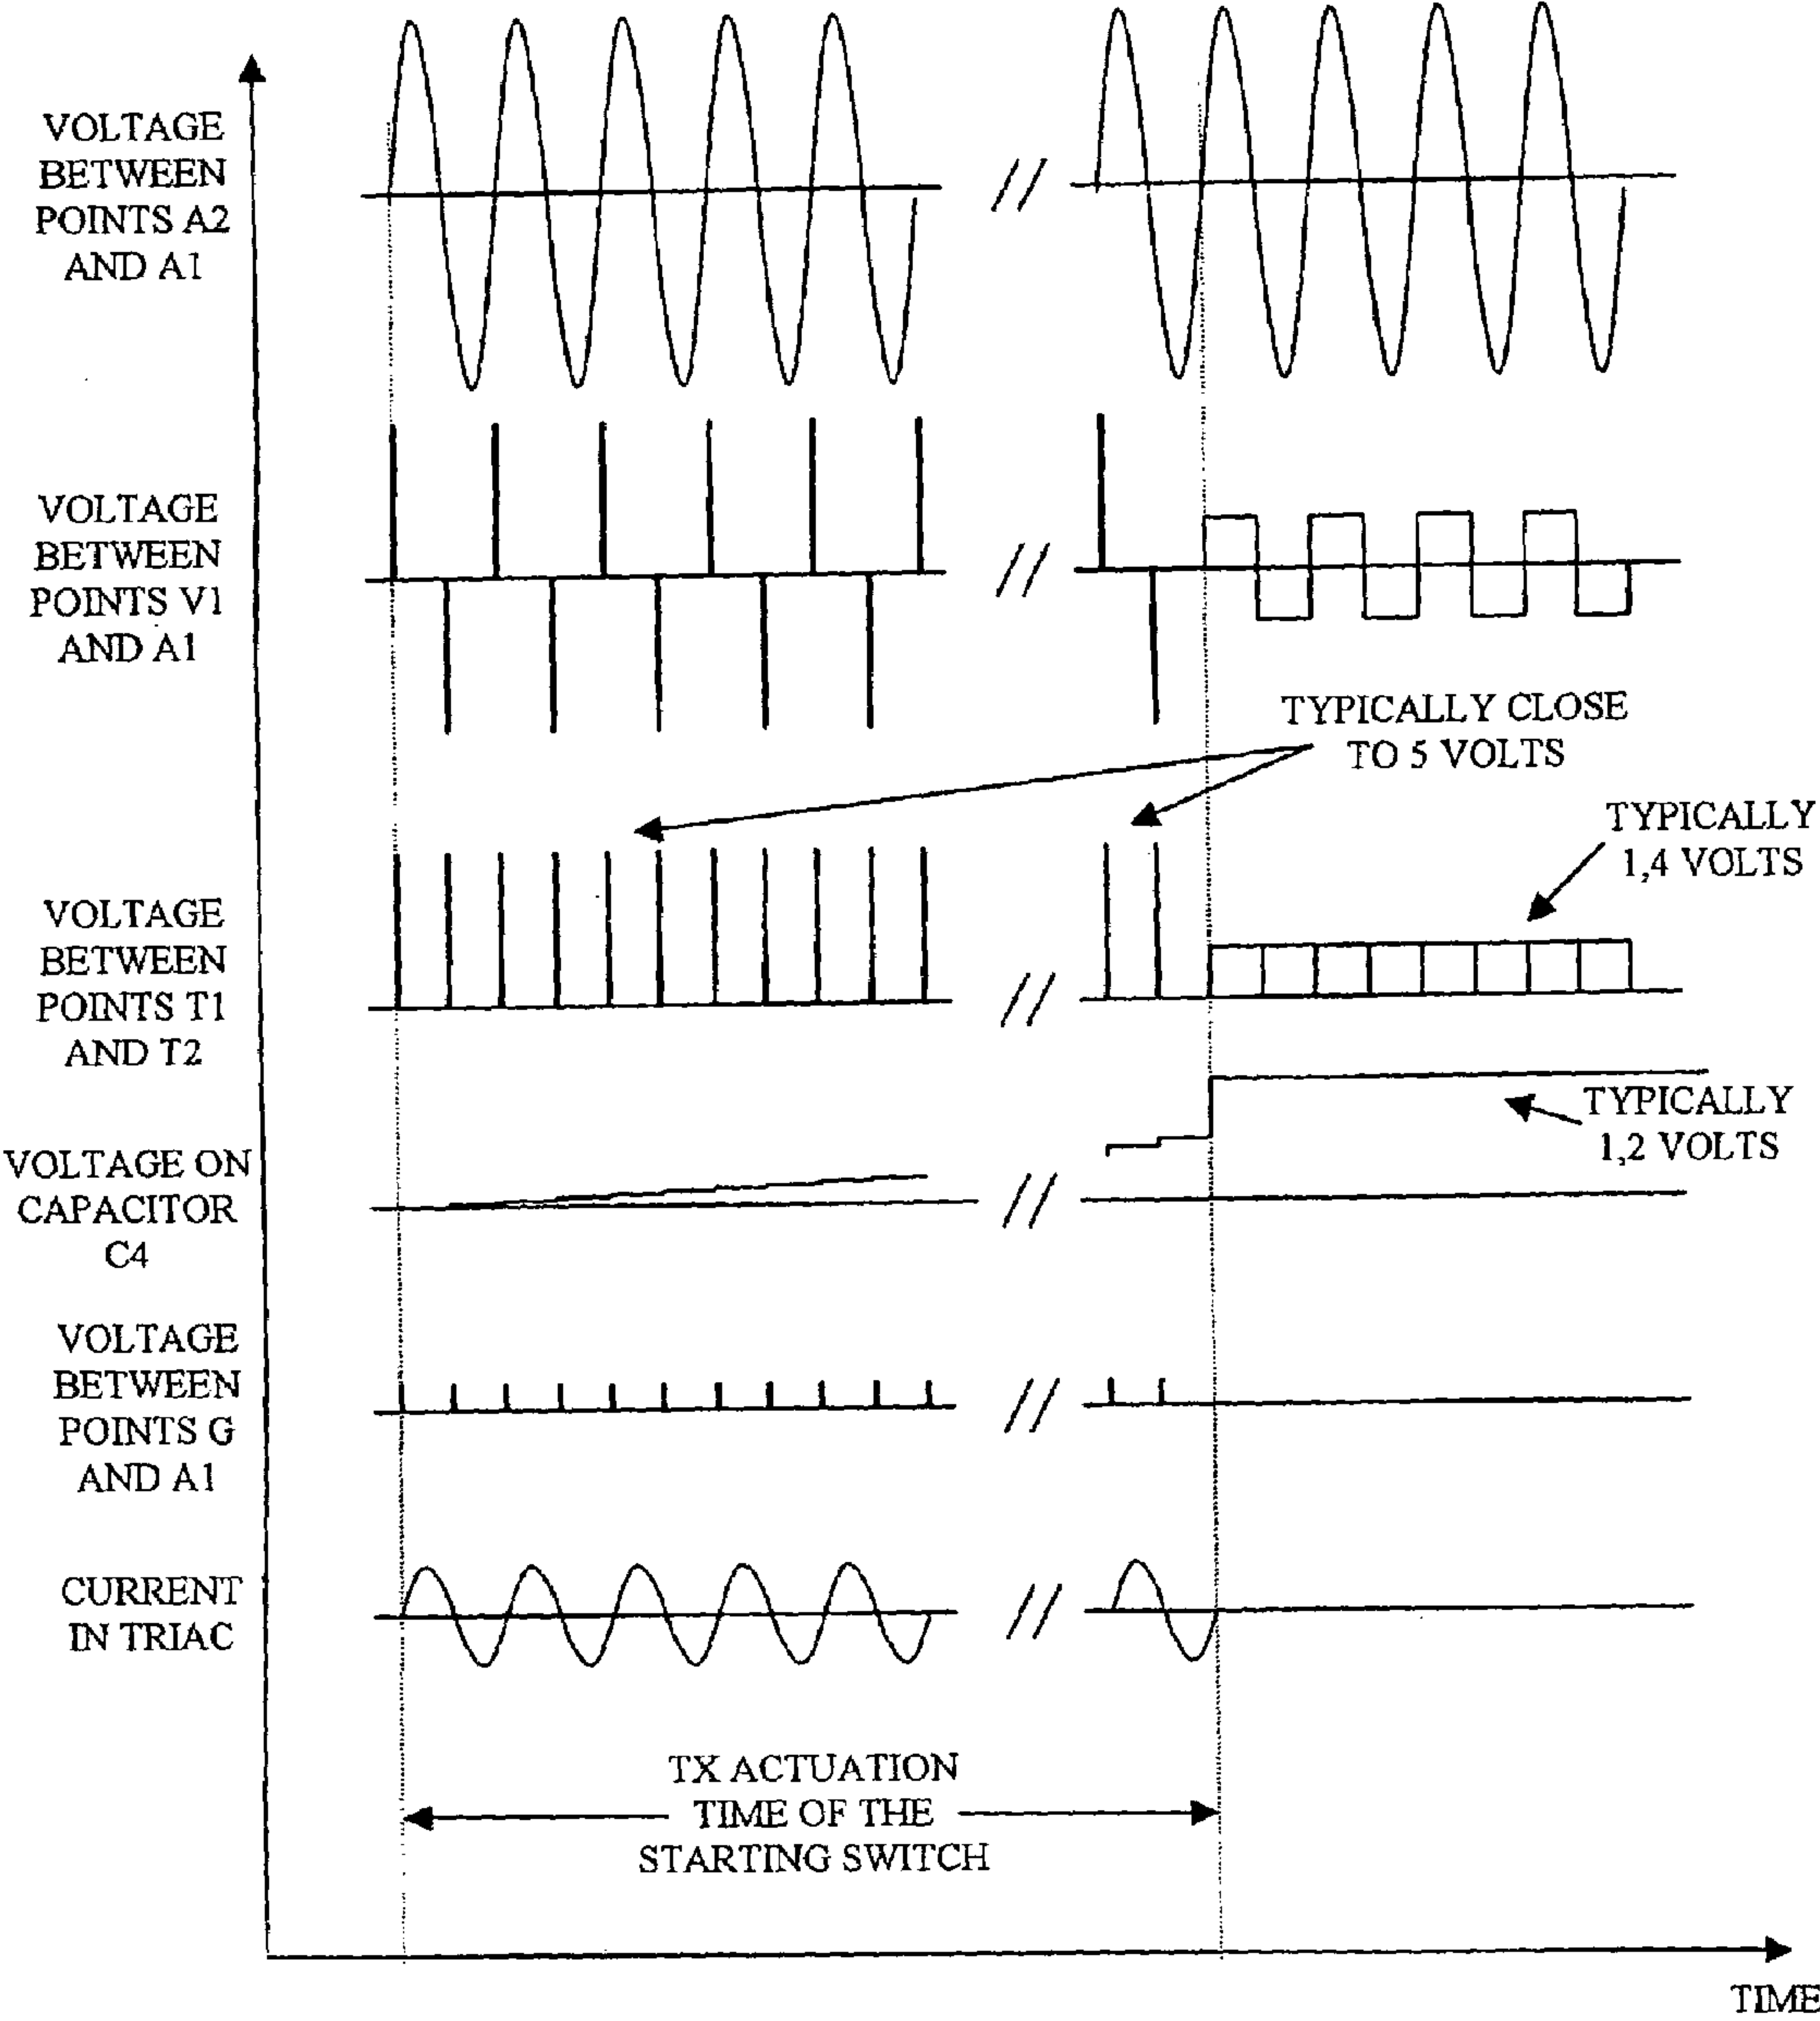 VOLTAGE
BETWEEN
POINTS A2
AND A1
VOLTAGE
BETWEEN
POINTS V1
AND A1
TYPICALLY CLOSE
TO 5 VOLTS
TYPICALLY
1,4 VOLTS
VOLTAGE
BETWEEN
POINTS T1
AND T2
TYPICALLY
1,2 VOLTS
VOLTAGE ON
CAPACITOR
C4
VOLTAGE
BETWEEN
POINTS G
AND A1
CURRENT
IN TRIAC
TX ACTUATION
TIME OF THE
STARTING SWITCH
TIME